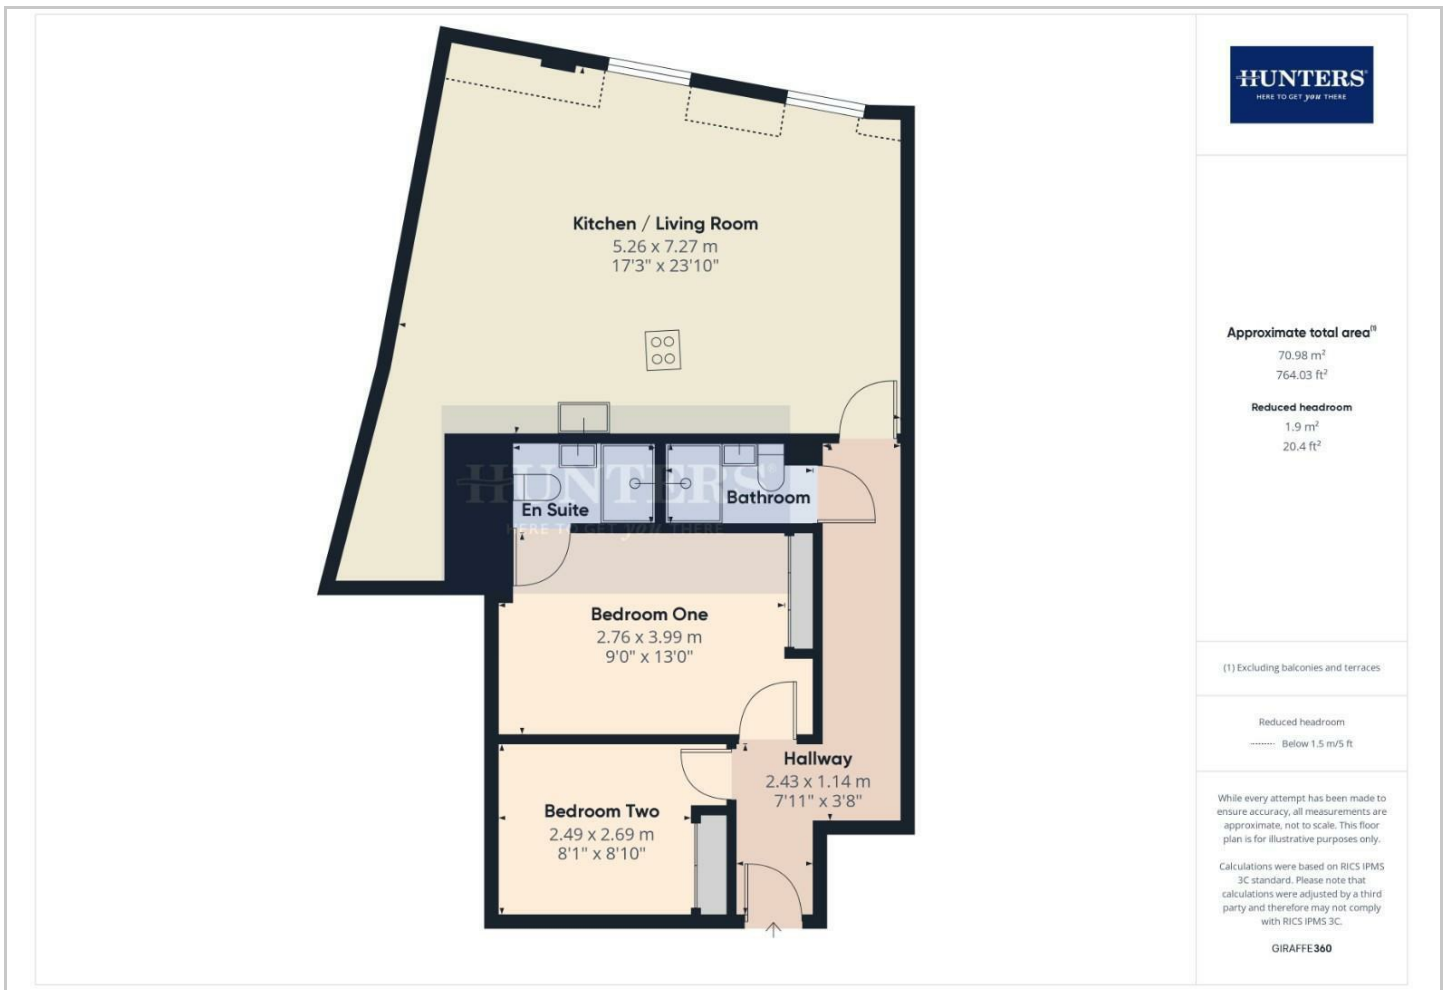 Kitchen / Living Room
5.26 x 7.27 m
17'3" x 23'10"
HUNTERS
HERE TO GET you THERE
En Suite
Bathroom
Bedroom One
2.76 x 3.99 m
9'0" x 13'0"
Hallway
2.43 x 1.14 m
7'11" x 3'8"
Bedroom Two
2.49 x 2.69 m
8'1" x 8'10"
HUNTERS®
HERE TO GET you THERE
Approximate total area(1)
70.98 m²
764.03 ft²
Reduced headroom
1.9 m²
20.4 ft²
(1) Excluding balconies and terraces
Reduced headroom
Below 1.5 m/5 ft
While every attempt has been made to
ensure accuracy, all measurements are
approximate, not to scale. This floor
plan is for illustrative purposes only.
Calculations were based on RICS IPMS
3C standard. Please note that
calculations were adjusted by a third
party and therefore may not comply
with RICS IPMS 3C.
GIRAFFE360